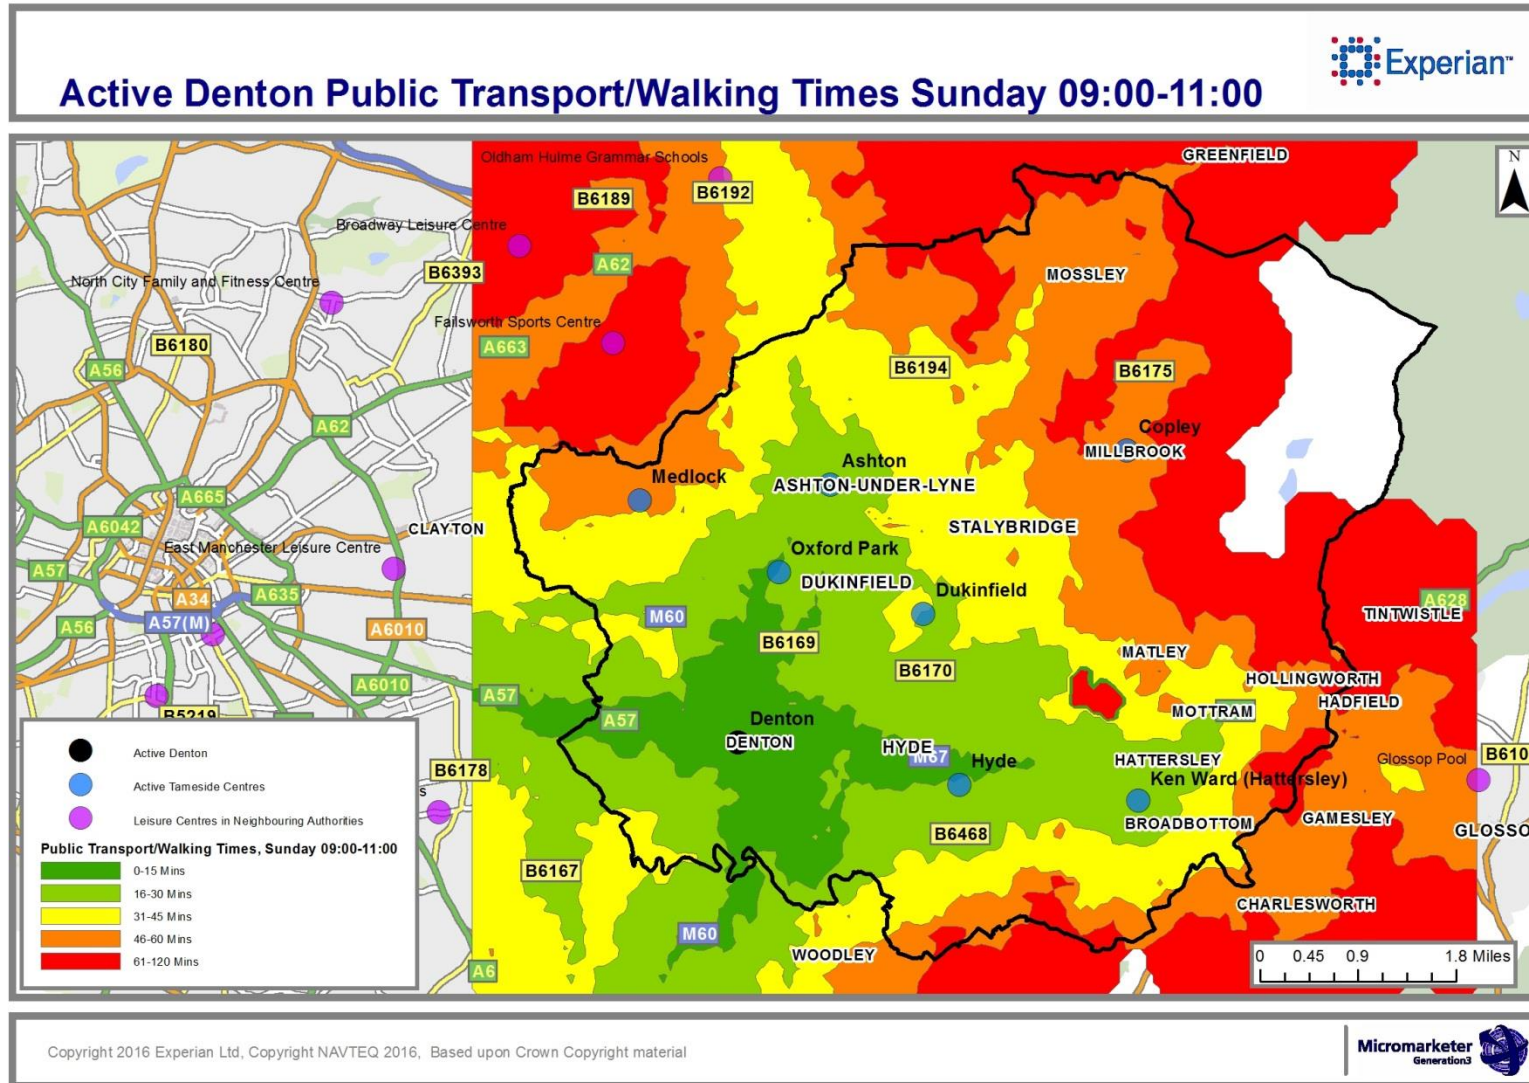 Active Denton Public Transport/Walking Times Sunday 09:00-11:00
Experian™
Oldham Hulme Grammar Schools
GREENFIELD
N
B6189
B6192
Broadway Leisure Centre
B6393
A62
MOSSLEY
North City Family and Fitness Centre
Failsworth Sports Centre
B6180
A663
A56
B6194
B6175
A62
Copley
MILLBROOK
Ashton
Medlock
ASHTON-UNDER-LYNE
A665
A6042
CLAYTON
STALYBRIDGE
East Manchester Leisure Centre
Oxford Park
A57
DUKINFIELD
Dukinfield
A34
A635
A628
TINTWISTLE
A56
A57(M)
A6010
M60
B6169
MATLEY
B6170
HOLLINGWORTH
A6010
A57
HADFIELD
MOTTRAM
B5219
A57
Denton
DENTON
HYDE
M67
Hyde
HATTERSLEY
Glossop Pool
B610
B6178
Ken Ward (Hattersley)
s
BROADBOTTOM
GAMESLEY
B6468
GLOSSO
B6167
CHARLESWORTH
M60
WOODLEY
A6
Active Denton
Active Tameside Centres
Leisure Centres in Neighbouring Authorities
Public Transport/Walking Times, Sunday 09:00-11:00
0-15 Mins
16-30 Mins
31-45 Mins
46-60 Mins
61-120 Mins
0 0.45 0.9 1.8 Miles
Copyright 2016 Experian Ltd, Copyright NAVTEQ 2016, Based upon Crown Copyright material
Micromarketer
Generation3